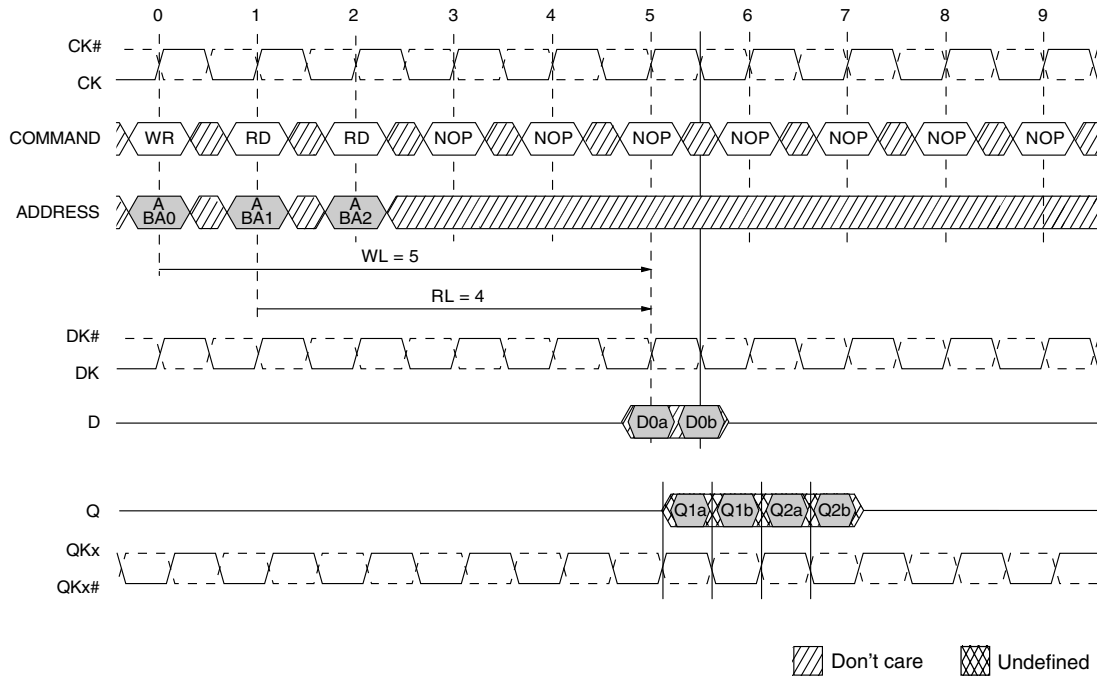 0 1 2 3 4 5 6 7 8 9
CK#
CK
COMMAND WR RD RD NOP NOP NOP NOP NOP NOP NOP
ADDRESS A BA0 A BA1 A BA2
WL = 5
RL = 4
DK#
DK
D D0a D0b
Q Q1a Q1b Q2a Q2b
QKx
QKx#
Don't care Undefined